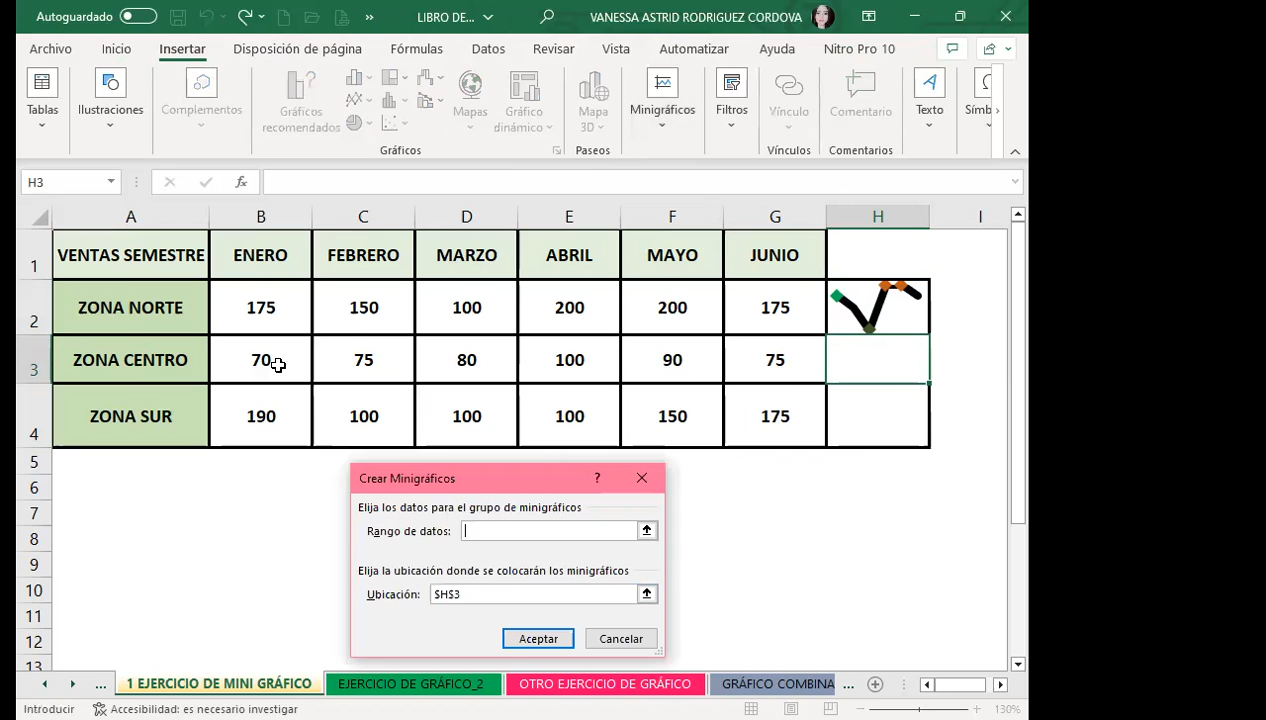 Autoguardado LIBRO DE... VANESSA ASTRID RODRIGUEZ CORDOVA
Archivo Inicio Insertar Disposición de página Fórmulas Datos Revisar Vista Automatizar Ayuda Nitro Pro 10
Tablas Ilustraciones Complementos Gráficos recomendados Mapas Gráfico dinámico Mapa 3D Minigráficos Filtros Vínculo Comentario Texto Símb
Gráficos Paseos Vínculos Comentarios
H3 fx
A B C D E F G H I
1 VENTAS SEMESTRE ENERO FEBRERO MARZO ABRIL MAYO JUNIO
2 ZONA NORTE 175 150 100 200 200 175
3 ZONA CENTRO 70 75 80 100 90 75
4 ZONA SUR 190 100 100 100 150 175
5
6
7
8
9
10
11
12
13
Crear Minigráficos ?
Elija los datos para el grupo de minigráficos
Rango de datos:
Elija la ubicación donde se colocarán los minigráficos
Ubicación: $H$3
Aceptar Cancelar
... 1 EJERCICIO DE MINI GRÁFICO EJERCICIO DE GRÁFICO_2 OTRO EJERCICIO DE GRÁFICO GRÁFICO COMBINA ...
Introducir Accesibilidad: es necesario investigar 130%